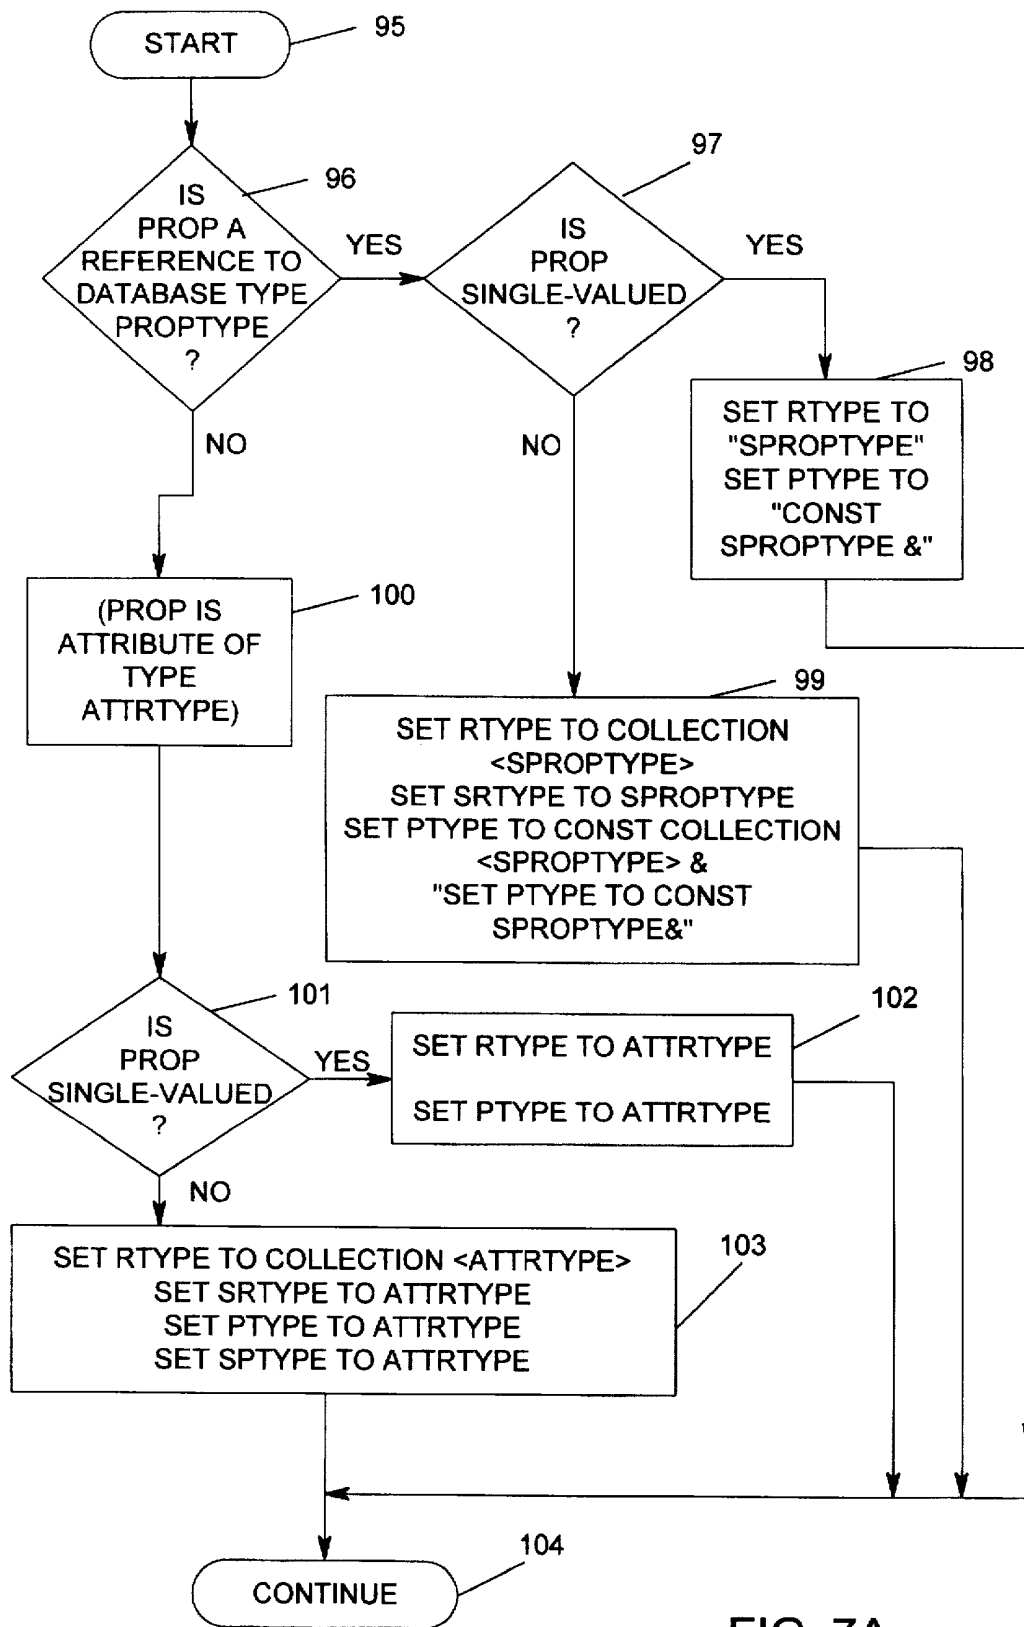 START
95
IS
PROP A
REFERENCE TO
DATABASE TYPE
PROPTYPE
?
96
YES
NO
IS
PROP
SINGLE-VALUED
?
97
YES
NO
SET RTYPE TO
"SPROPTYPE"
SET PTYPE TO
"CONST
SPROPTYPE &"
98
(PROP IS
ATTRIBUTE OF
TYPE
ATTRTYPE)
100
SET RTYPE TO COLLECTION
<SPROPTYPE>
SET SRTYPE TO SPROPTYPE
SET PTYPE TO CONST COLLECTION
<SPROPTYPE> &
"SET PTYPE TO CONST
SPROPTYPE&"
99
IS
PROP
SINGLE-VALUED
?
101
YES
NO
SET RTYPE TO ATTRTYPE
SET PTYPE TO ATTRTYPE
102
SET RTYPE TO COLLECTION <ATTRTYPE>
SET SRTYPE TO ATTRTYPE
SET PTYPE TO ATTRTYPE
SET SPTYPE TO ATTRTYPE
103
CONTINUE
104
FIG. 7A